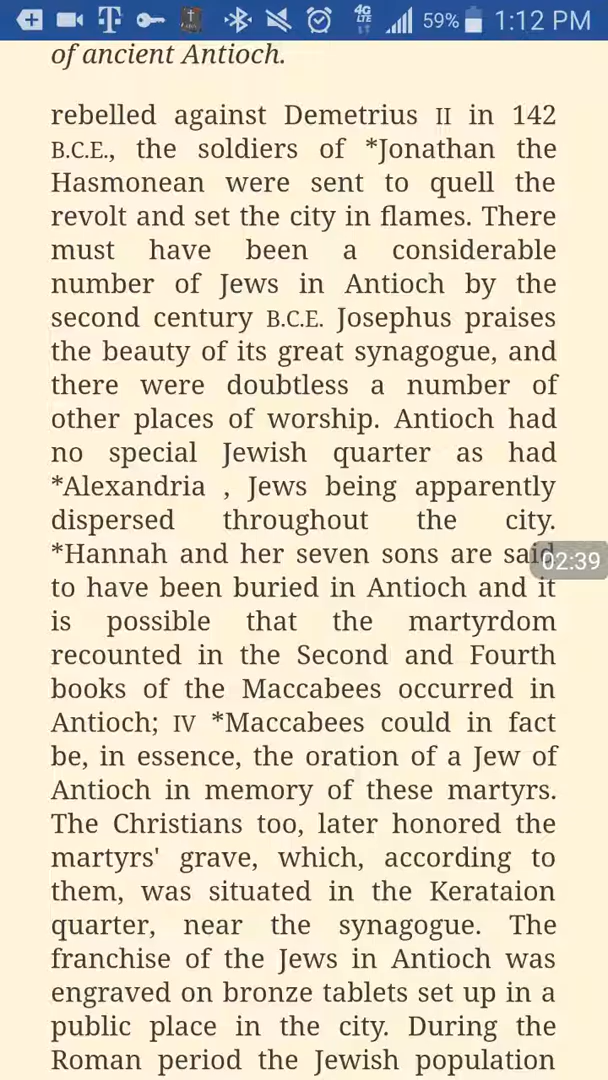 59% 1:12 PM
4G
LTE
of ancient Antioch.
rebelled against Demetrius II in 142
B.C.E., the soldiers of *Jonathan the
Hasmonean were sent to quell the
revolt and set the city in flames. There
must have been a considerable
number of Jews in Antioch by the
second century B.C.E. Josephus praises
the beauty of its great synagogue, and
there were doubtless a number of
other places of worship. Antioch had
no special Jewish quarter as had
*Alexandria , Jews being apparently
dispersed throughout the city.
*Hannah and her seven sons are said
02:39
to have been buried in Antioch and it
is possible that the martyrdom
recounted in the Second and Fourth
books of the Maccabees occurred in
Antioch; IV *Maccabees could in fact
be, in essence, the oration of a Jew of
Antioch in memory of these martyrs.
The Christians too, later honored the
martyrs' grave, which, according to
them, was situated in the Kerataion
quarter, near the synagogue. The
franchise of the Jews in Antioch was
engraved on bronze tablets set up in a
public place in the city. During the
Roman period the Jewish population